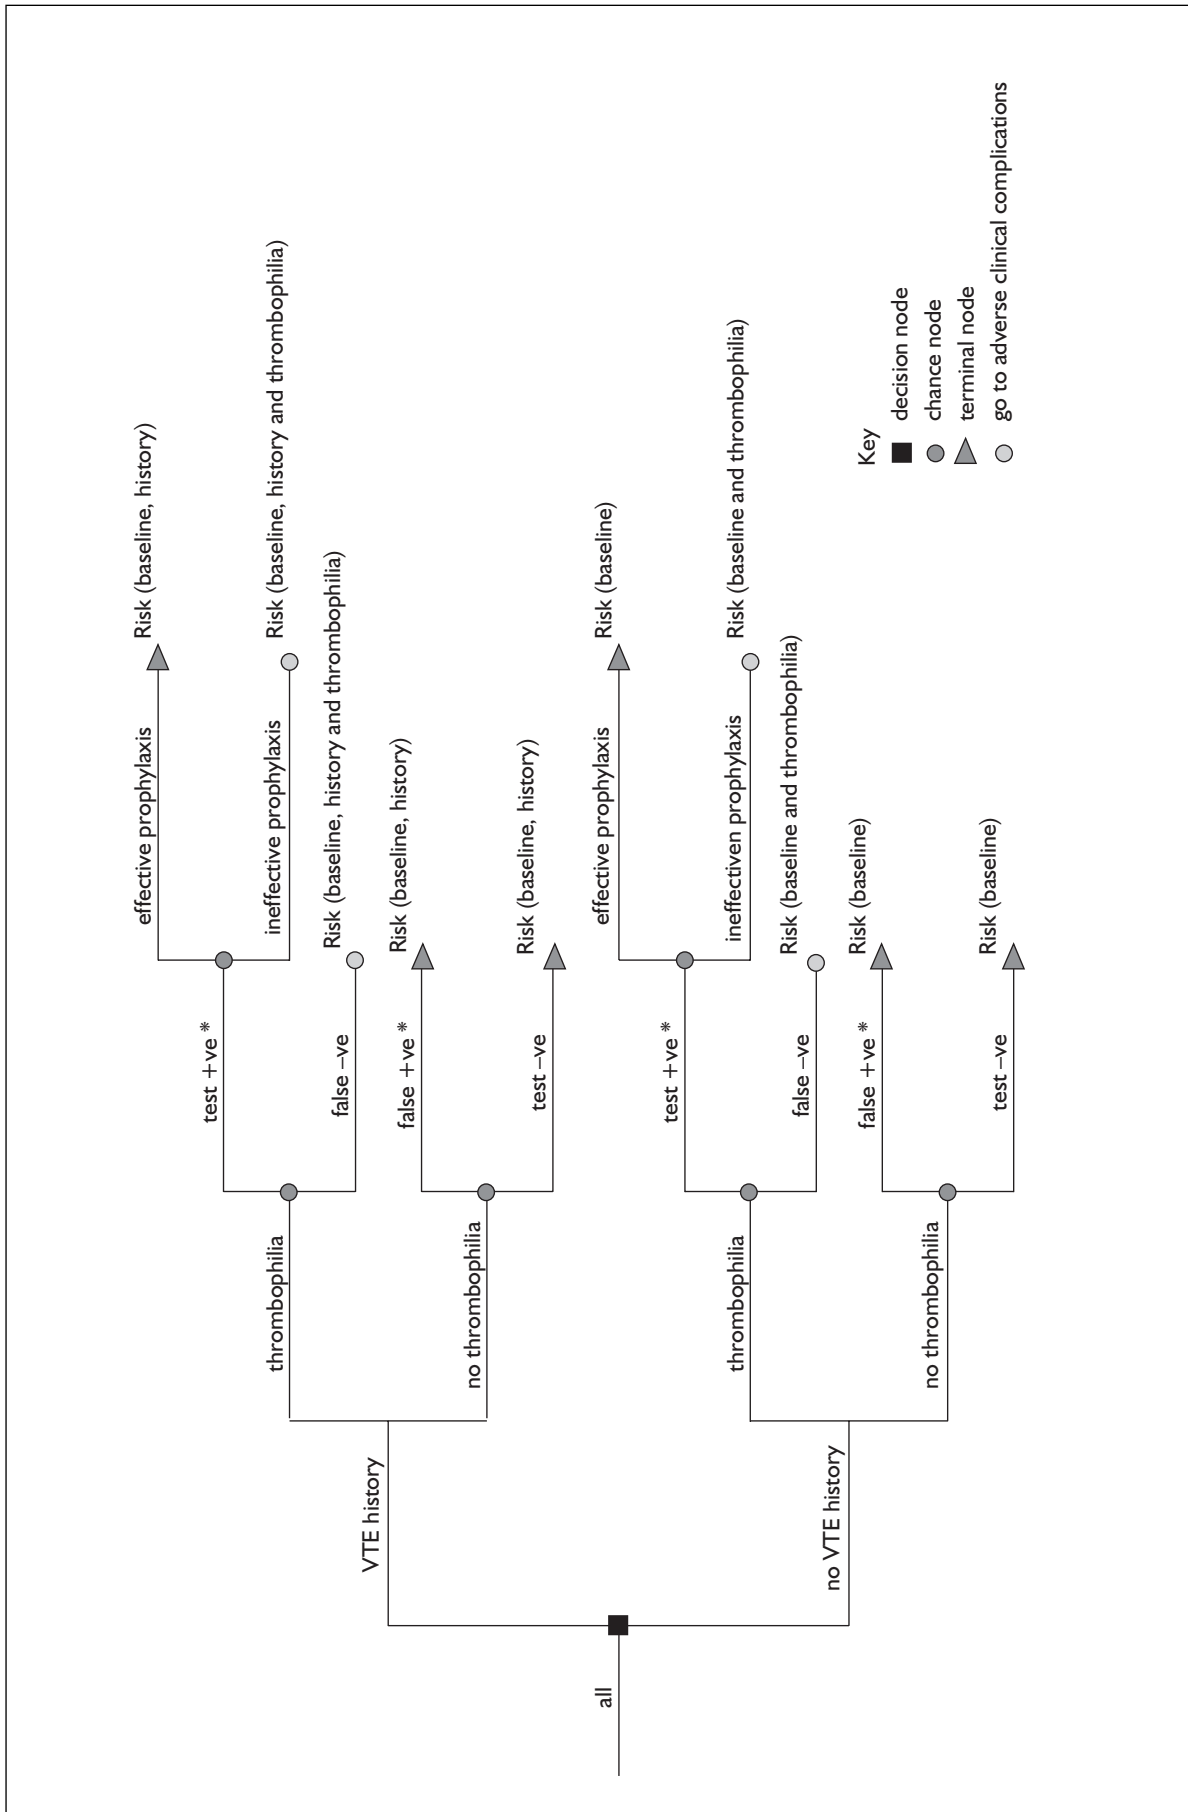 all
VTE history
no VTE history
thrombophilia
no thrombophilia
thrombophilia
no thrombophilia
test +ve *
false –ve
false +ve *
test –ve
test +ve *
false –ve
false +ve *
test –ve
effective prophylaxis
ineffective prophylaxis
effective prophylaxis
ineffectiven prophylaxis
Risk (baseline, history)
Risk (baseline, history and thrombophilia)
Risk (baseline, history and thrombophilia)
Risk (baseline, history)
Risk (baseline, history)
Risk (baseline)
Risk (baseline and thrombophilia)
Risk (baseline and thrombophilia)
Risk (baseline)
Risk (baseline)
Key
decision node
chance node
terminal node
go to adverse clinical complications